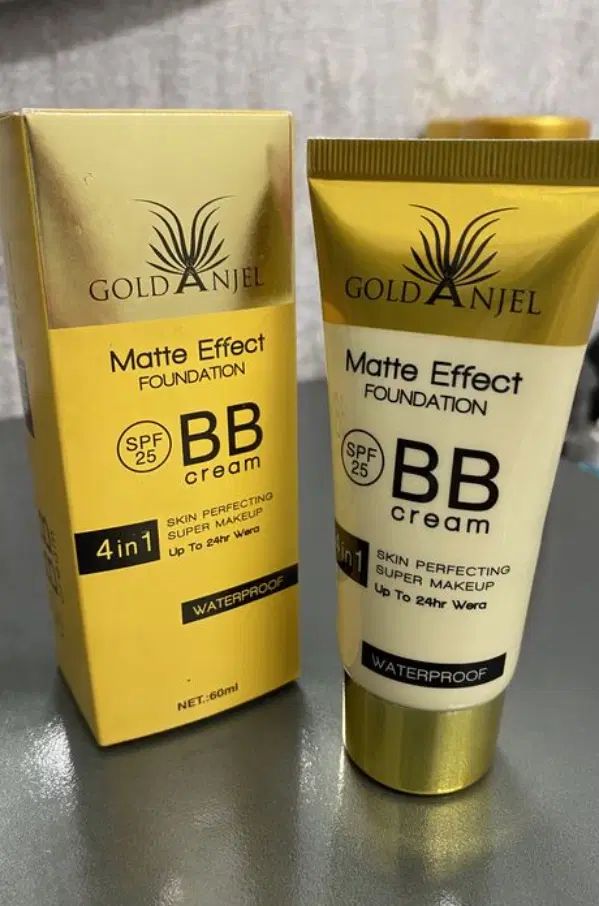 GOLD ANJEL
Matte Effect
FOUNDATION
SPF
25
BB
cream
4in1
SKIN PERFECTING
SUPER MAKEUP
Up To 24hr Wera
WATERPROOF
NET.:60ml
GOLD ANJEL
Matte Effect
FOUNDATION
SPF
25
BB
cream
in1
SKIN PERFECTING
SUPER MAKEUP
Up To 24hr Wera
WATERPROOF